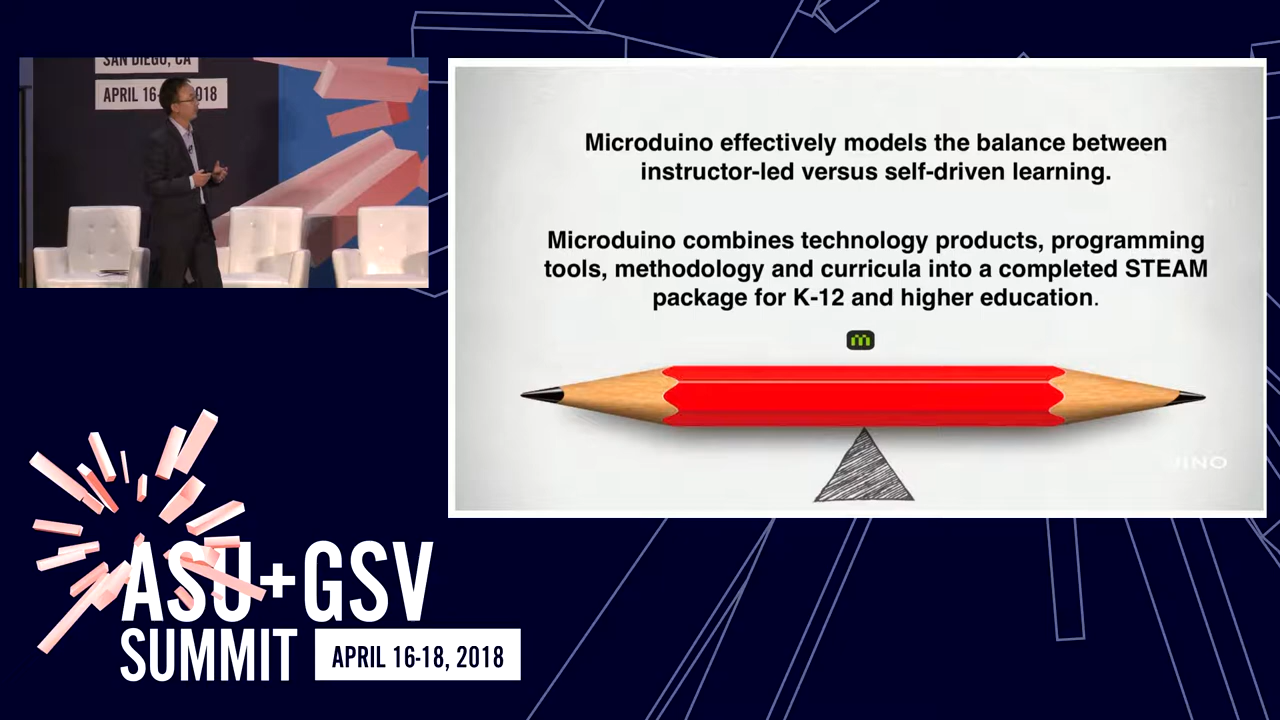 SAN DIEGO, CA
APRIL 16- 018
Microduino effectively models the balance between
instructor-led versus self-driven learning.
Microduino combines technology products, programming
tools, methodology and curricula into a completed STEAM
package for K-12 and higher education.
m
UINO
ASU+GSV
SUMMIT
APRIL 16-18, 2018